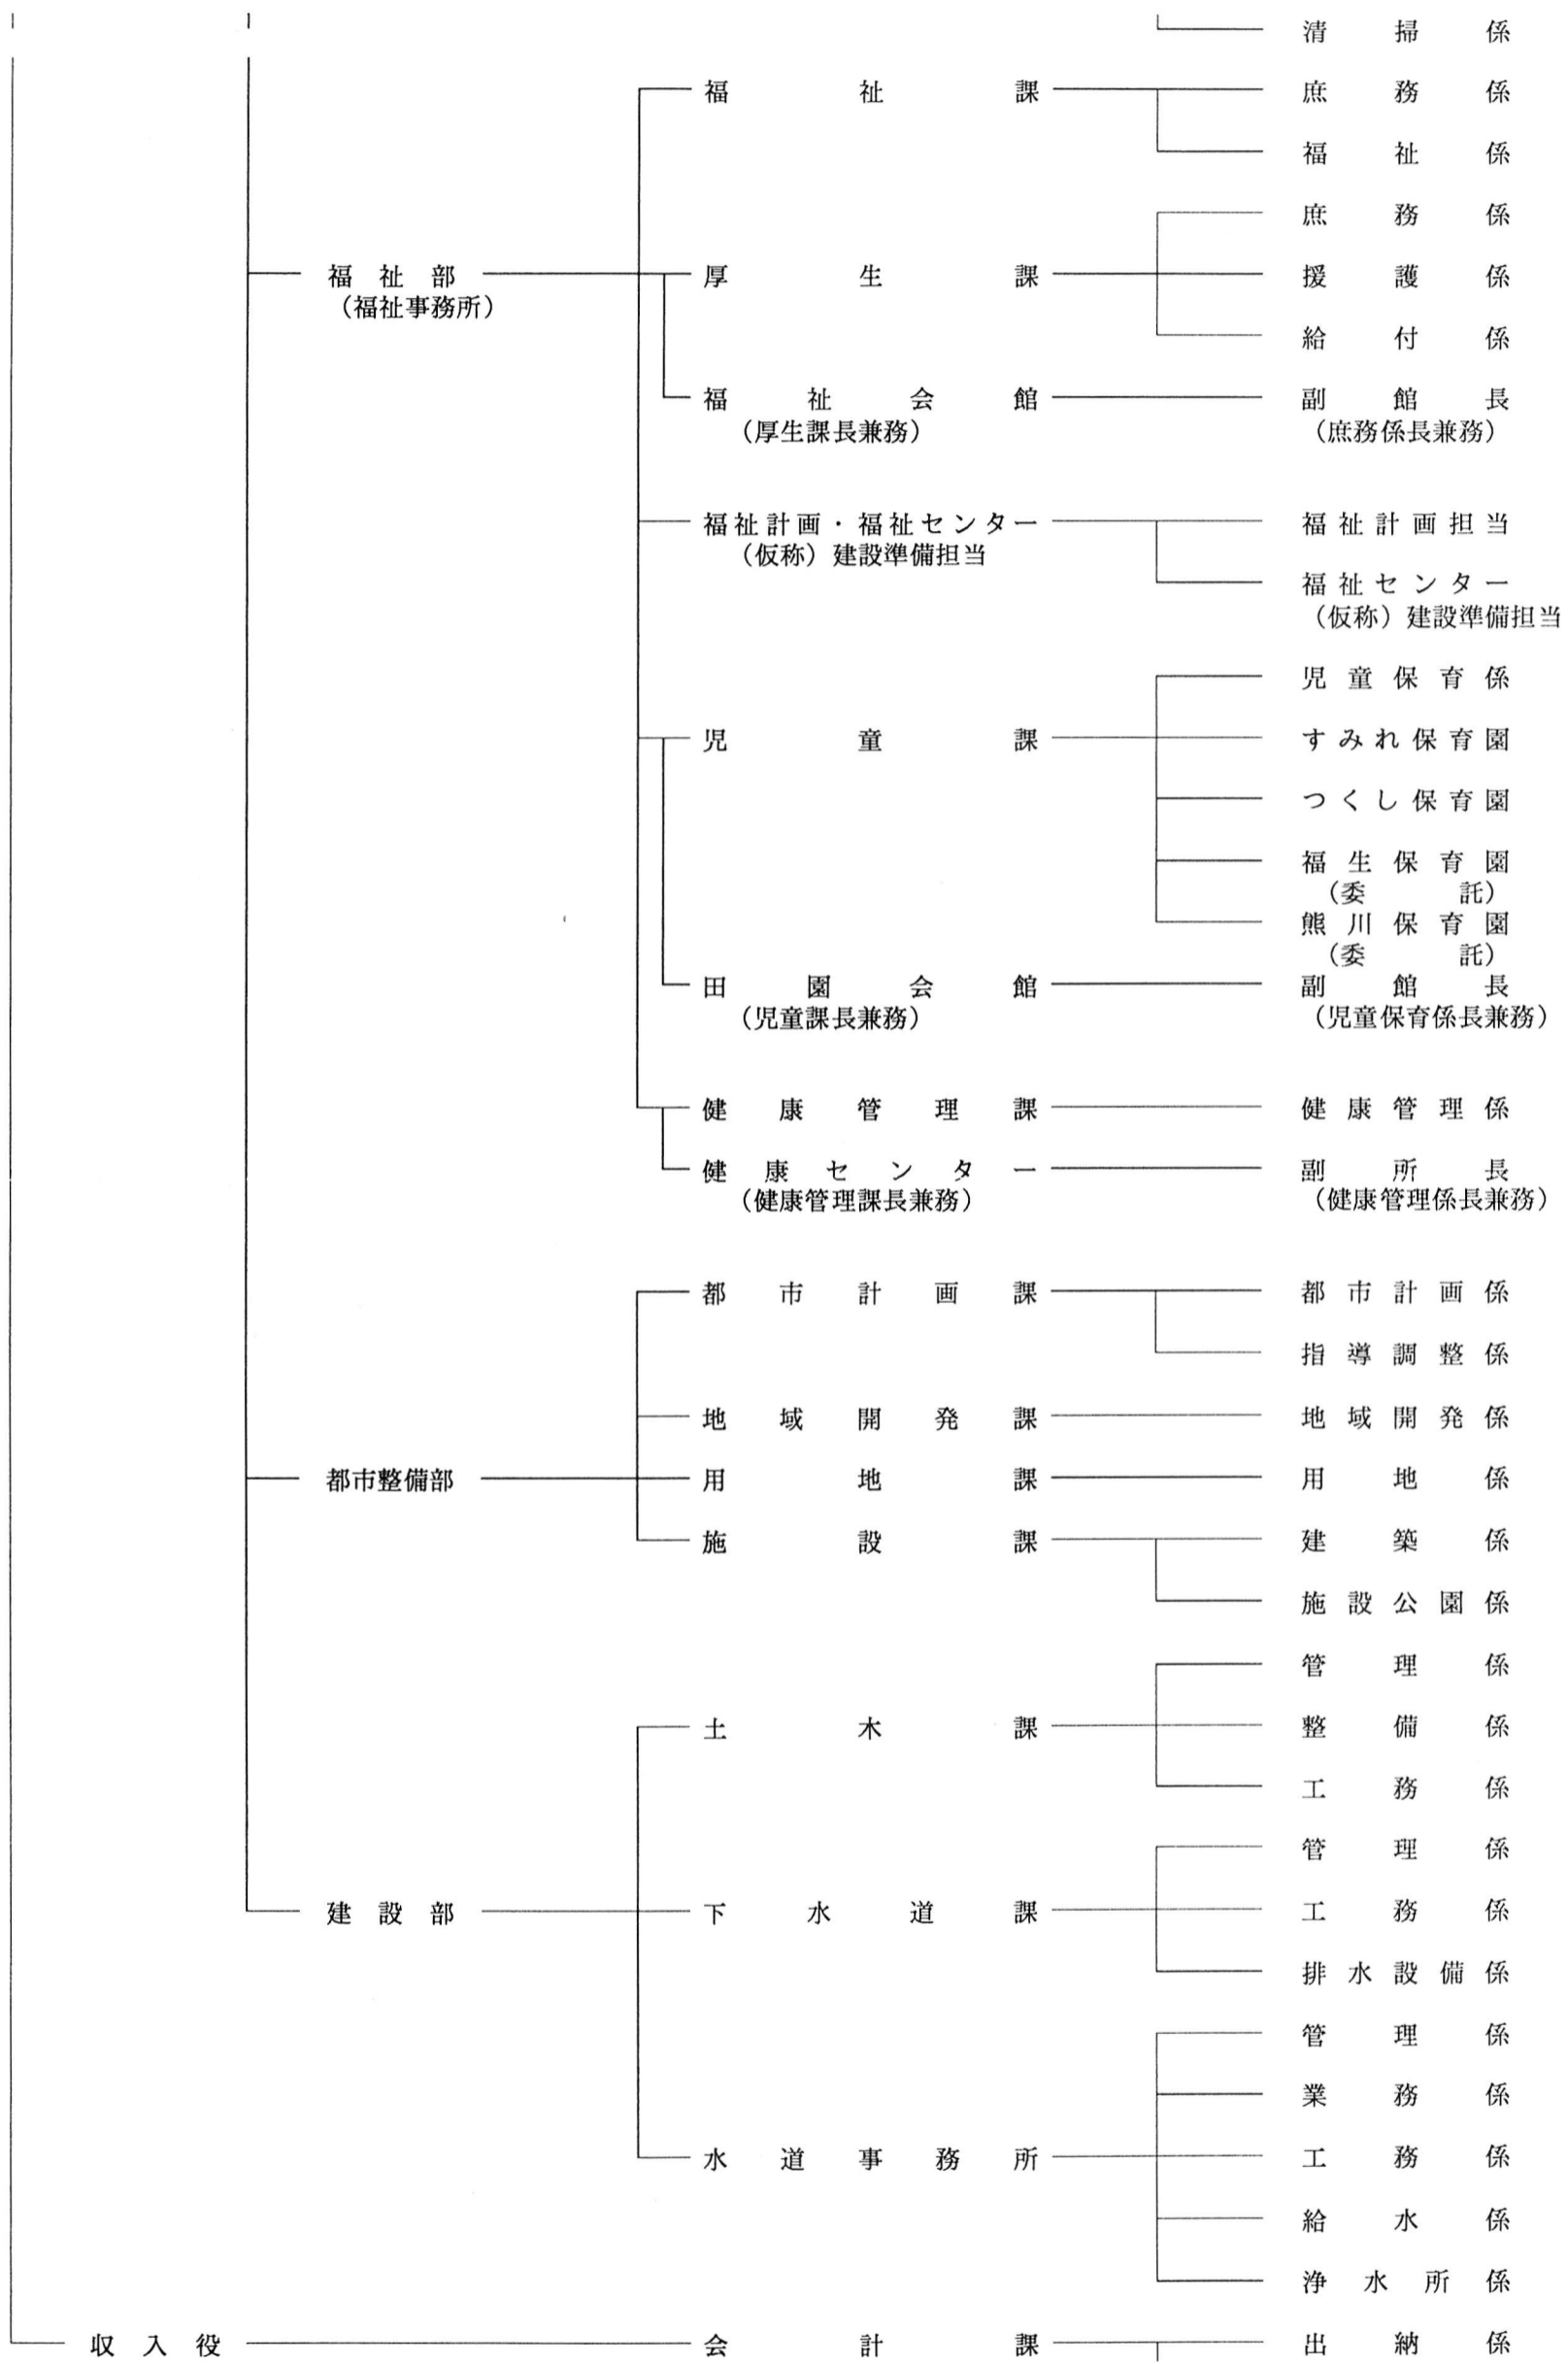 清掃係
福祉課
庶務係
福祉係
庶務係
福祉部
厚生課
援護係
（福祉事務所）
給付係
福祉会館
副館長
（厚生課長兼務）
（庶務係長兼務）
福祉計画・福祉センター
福祉計画担当
（仮称）建設準備担当
福祉センター
（仮称）建設準備担当
児童保育係
児童課
すみれ保育園
つくし保育園
福生保育園
（委託）
熊川保育園
（委託）
田園会館
副館長
（児童課長兼務）
（児童保育係長兼務）
健康管理課
健康管理係
健康センター
副所長
（健康管理課長兼務）
（健康管理係長兼務）
都市計画課
都市計画係
指導調整係
地域開発課
地域開発係
都市整備部
用地課
用地係
施設課
建築係
施設公園係
管理係
土木課
整備係
工務係
管理係
建設部
下水道課
工務係
排水設備係
管理係
業務係
水道事務所
工務係
給水係
浄水所係
収入役
会計課
出納係